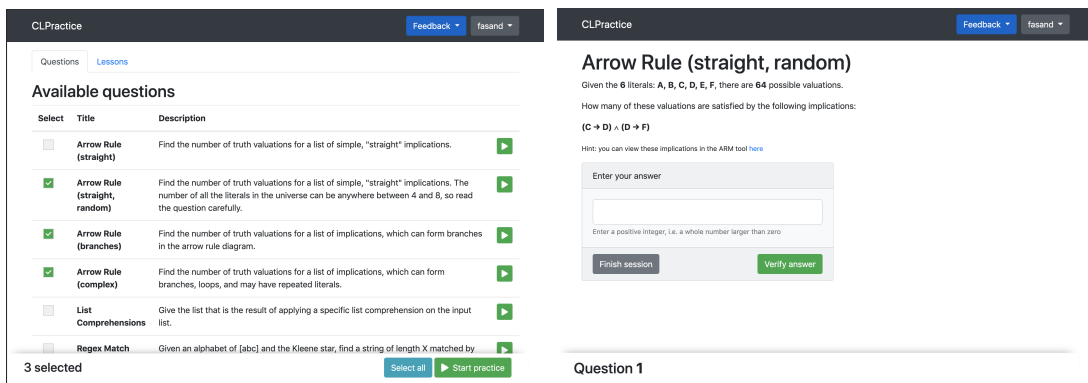 CLPractice
Feedback
fasand
Questions
Lessons
Available questions
Select Title Description
Arrow Rule (straight)
Find the number of truth valuations for a list of simple, "straight" implications.
Arrow Rule (straight, random)
Find the number of truth valuations for a list of simple, "straight" implications. The
number of all the literals in the universe can be anywhere between 4 and 8, so read
the question carefully.
Arrow Rule (branches)
Find the number of truth valuations for a list of implications, which can form branches
in the arrow rule diagram.
Arrow Rule (complex)
Find the number of truth valuations for a list of implications, which can form
branches, loops, and may have repeated literals.
List Comprehensions
Give the list that is the result of applying a specific list comprehension on the input
list.
Regex Match
Given an alphabet of [abc] and the Kleene star, find a string of length X matched by
3 selected
Select all
Start practice
CLPractice
Feedback
fasand
Arrow Rule (straight, random)
Given the 6 literals: A, B, C, D, E, F, there are 64 possible valuations.
How many of these valuations are satisfied by the following implications:
(C → D) ∧ (D → F)
Hint: you can view these implications in the ARM tool here
Enter your answer
Enter a positive integer, i.e. a whole number larger than zero
Finish session
Verify answer
Question 1